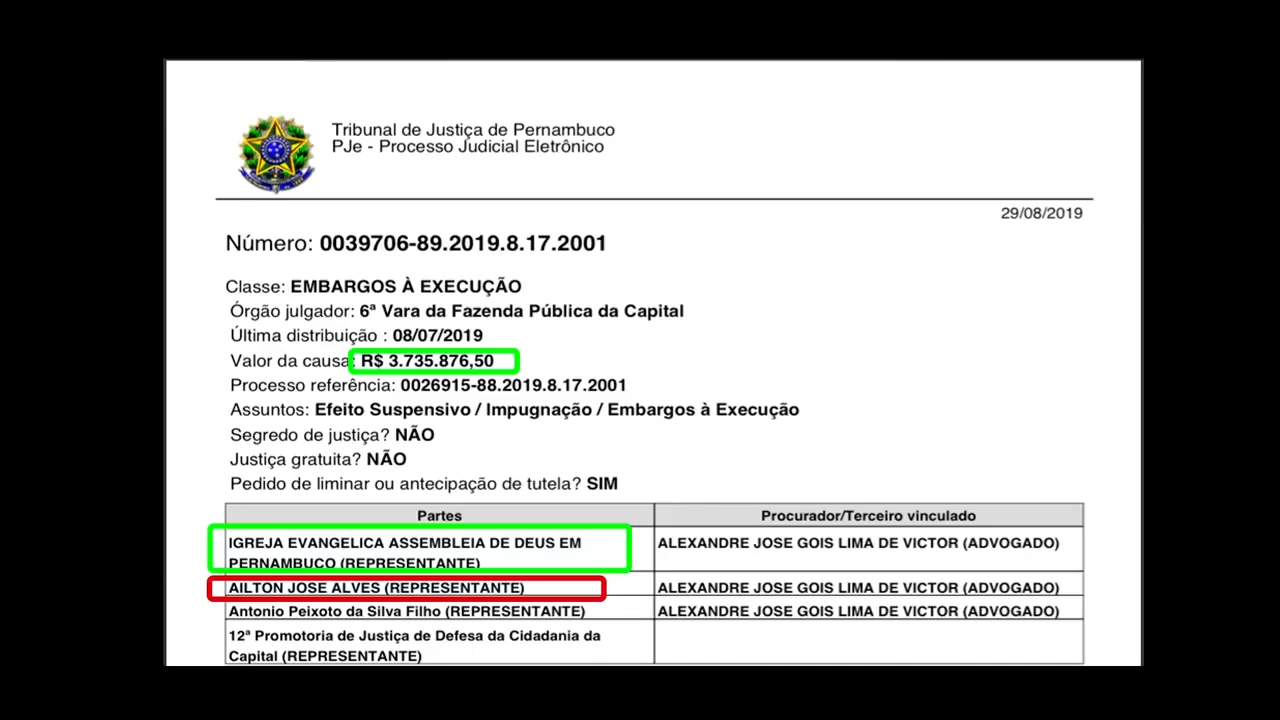 Tribunal de Justiça de Pernambuco
PJe - Processo Judicial Eletrônico
29/08/2019
Número: 0039706-89.2019.8.17.2001
Classe: EMBARGOS À EXECUÇÃO
Órgão julgador: 6ª Vara da Fazenda Pública da Capital
Última distribuição : 08/07/2019
Valor da causa: R$ 3.735.876,50
Processo referência: 0026915-88.2019.8.17.2001
Assuntos: Efeito Suspensivo / Impugnação / Embargos à Execução
Segredo de justiça? NÃO
Justiça gratuita? NÃO
Pedido de liminar ou antecipação de tutela? SIM
Partes
Procurador/Terceiro vinculado
IGREJA EVANGELICA ASSEMBLEIA DE DEUS EM
PERNAMBUCO (REPRESENTANTE)
ALEXANDRE JOSE GOIS LIMA DE VICTOR (ADVOGADO)
AILTON JOSE ALVES (REPRESENTANTE)
ALEXANDRE JOSE GOIS LIMA DE VICTOR (ADVOGADO)
Antonio Peixoto da Silva Filho (REPRESENTANTE)
ALEXANDRE JOSE GOIS LIMA DE VICTOR (ADVOGADO)
12ª Promotoria de Justiça de Defesa da Cidadania da
Capital (REPRESENTANTE)